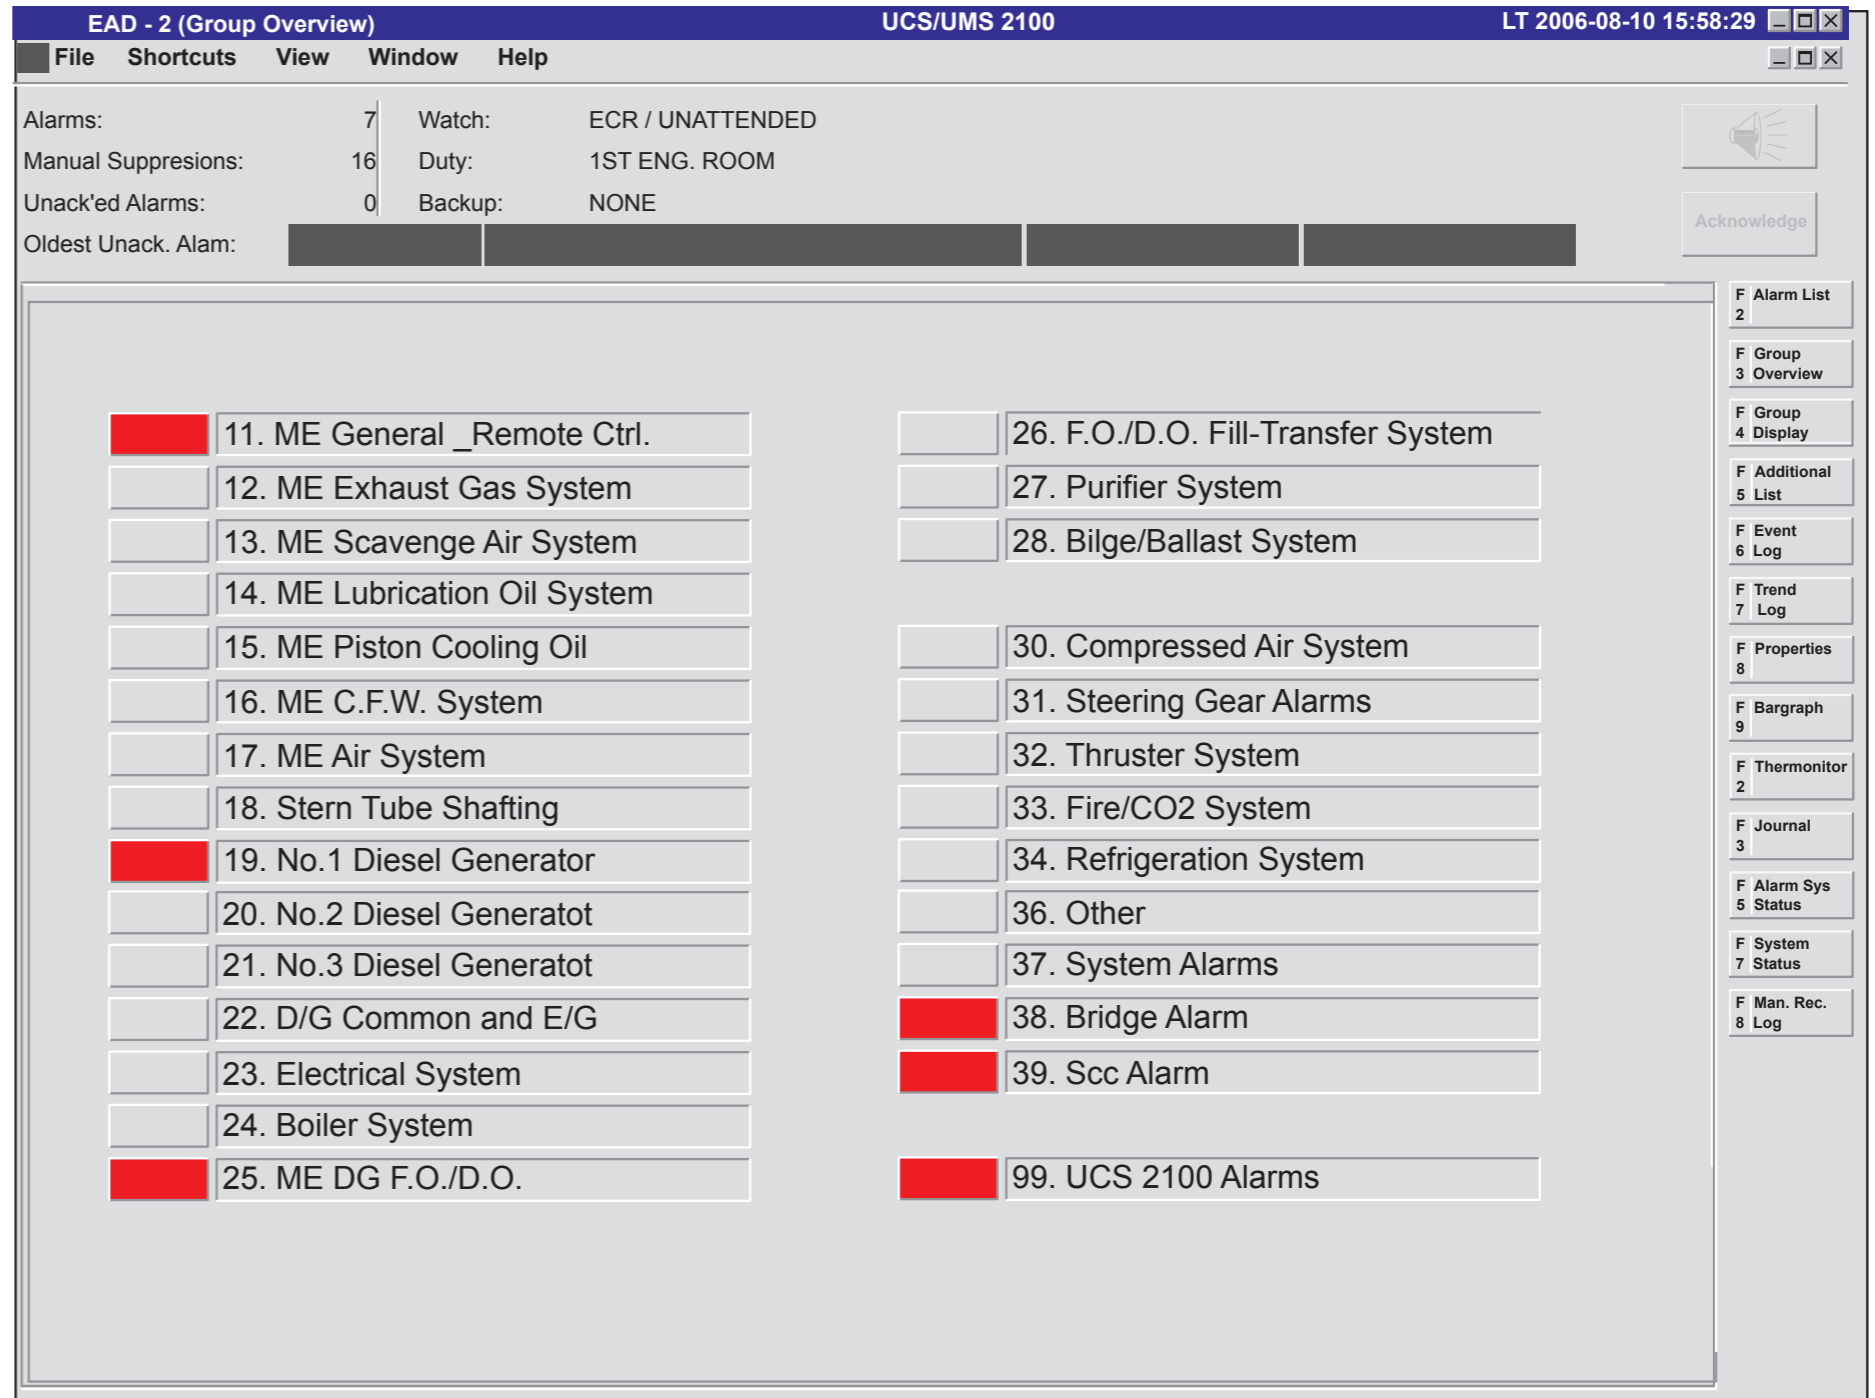 EAD - 2 (Group Overview) UCS/UMS 2100 LT 2006-08-10 15:58:29
File Shortcuts View Window Help
Alarms: 7 Watch: ECR / UNATTENDED
Manual Suppresions: 16 Duty: 1ST ENG. ROOM
Unack'ed Alarms: 0 Backup: NONE
Oldest Unack. Alam:
Acknowledge
11. ME General _Remote Ctrl.
12. ME Exhaust Gas System
13. ME Scavenge Air System
14. ME Lubrication Oil System
15. ME Piston Cooling Oil
16. ME C.F.W. System
17. ME Air System
18. Stern Tube Shafting
19. No.1 Diesel Generator
20. No.2 Diesel Generatot
21. No.3 Diesel Generatot
22. D/G Common and E/G
23. Electrical System
24. Boiler System
25. ME DG F.O./D.O.
26. F.O./D.O. Fill-Transfer System
27. Purifier System
28. Bilge/Ballast System
30. Compressed Air System
31. Steering Gear Alarms
32. Thruster System
33. Fire/CO2 System
34. Refrigeration System
36. Other
37. System Alarms
38. Bridge Alarm
39. Scc Alarm
99. UCS 2100 Alarms
F Alarm List
2
F Group
3 Overview
F Group
4 Display
F Additional
5 List
F Event
6 Log
F Trend
7 Log
F Properties
8
F Bargraph
9
F Thermonitor
2
F Journal
3
F Alarm Sys
5 Status
F System
7 Status
F Man. Rec.
8 Log